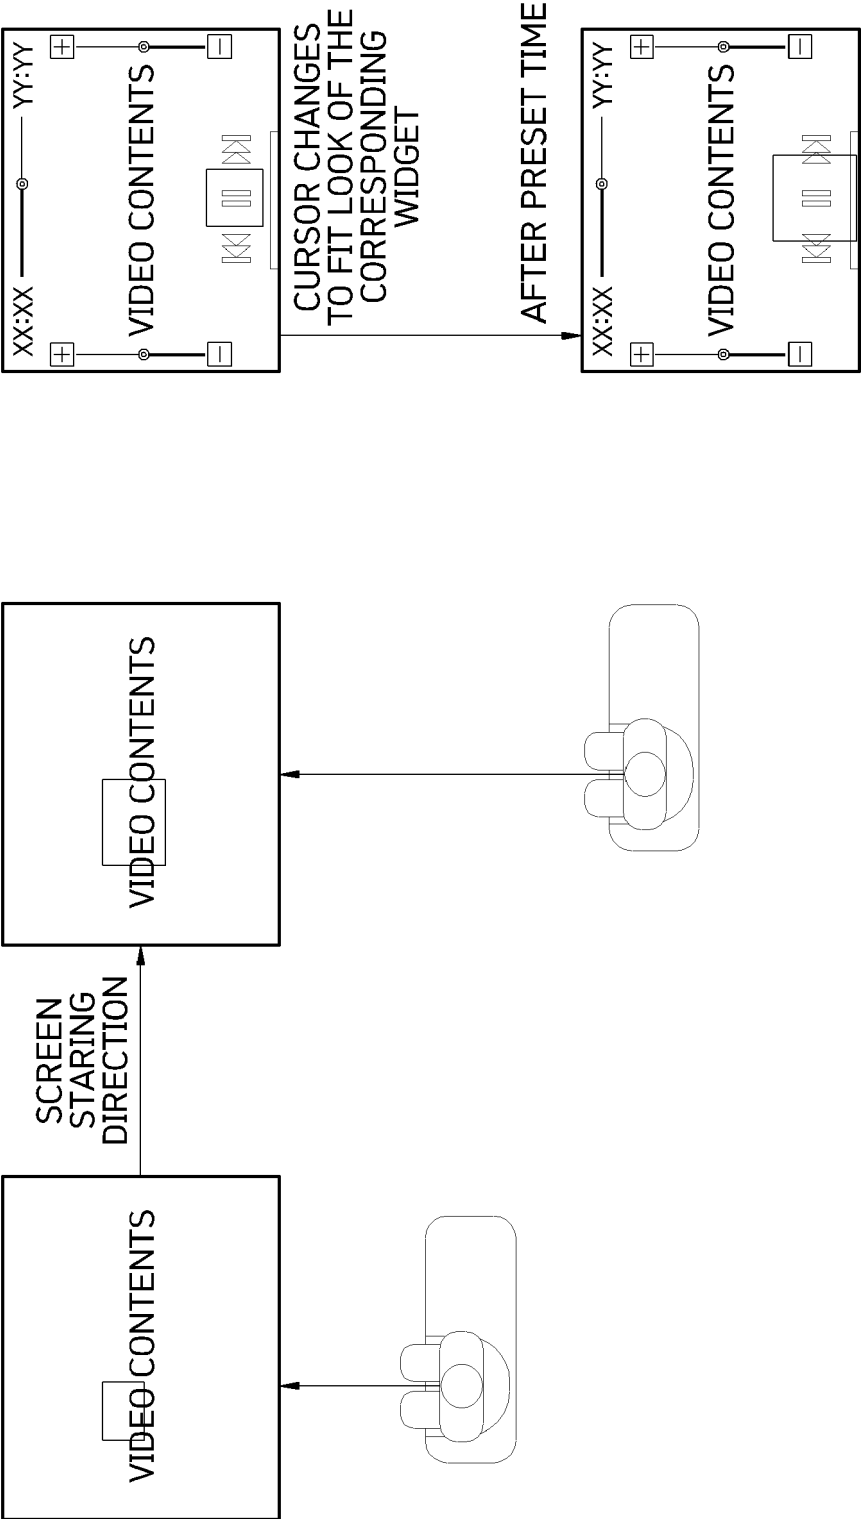 VIDEO CONTENTS
SCREEN
STARING
DIRECTION
VIDEO CONTENTS
XX:XX YY:YY
+ +
VIDEO CONTENTS
− −
CURSOR CHANGES
TO FIT LOOK OF THE
CORRESPONDING
WIDGET
AFTER PRESET TIME
XX:XX YY:YY
+ +
VIDEO CONTENTS
− −